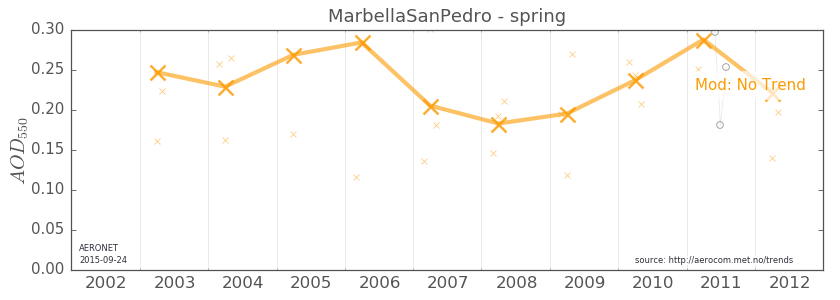 MarbellaSanPedro - spring
0.30
0.25
0.20
0.15
0.10
0.05
0.00
AOD550
Mod: No Trend
AERONET
2015-09-24
source: http://aerocom.met.no/trends
2002 2003 2004 2005 2006 2007 2008 2009 2010 2011 2012